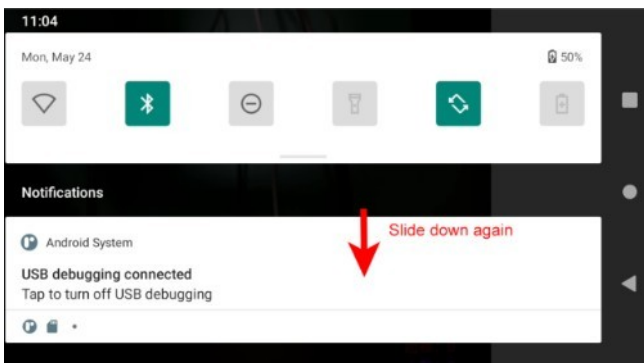 11:04
Mon, May 24
50%
Notifications
Slide down again
Android System
USB debugging connected
Tap to turn off USB debugging